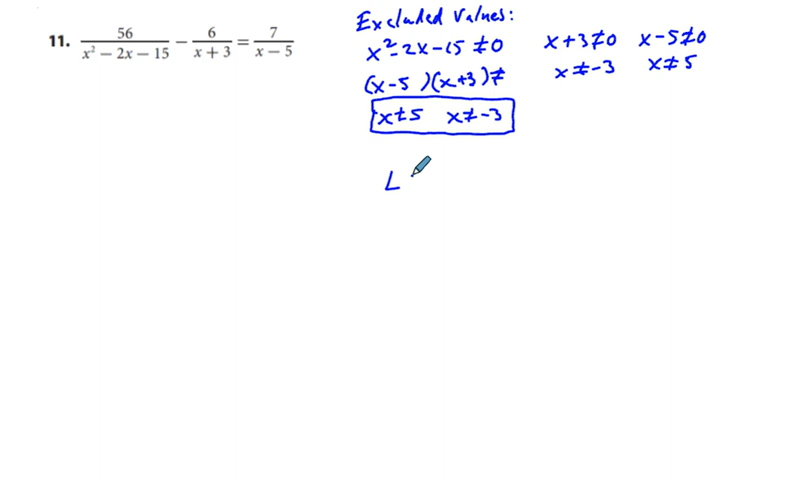 11. 56/(x² − 2x − 15) − 6/(x + 3) = 7/(x − 5)
Excluded Values:
x² - 2x - 15 ≠ 0
(x-5 )(x+3) ≠
x ≠ 5 x ≠ -3
x+3 ≠ 0 x-5 ≠ 0
x ≠ -3 x ≠ 5
L